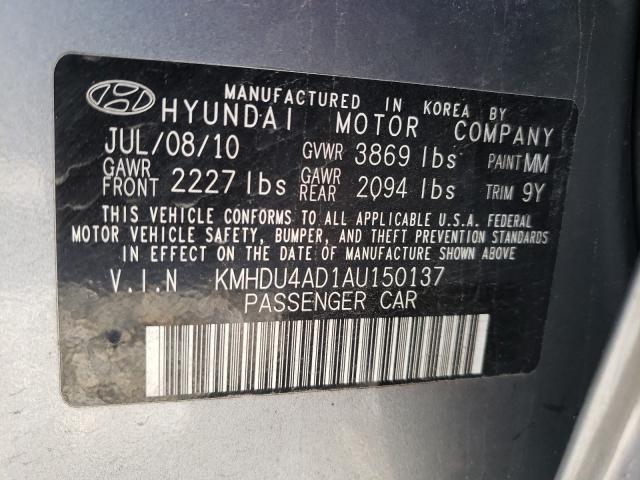 MANUFACTURED IN KOREA BY
HYUNDAI MOTOR COMPANY
JUL/08/10 GVWR 3869 lbs PAINT MM
GAWR FRONT 2227 lbs GAWR REAR 2094 lbs TRIM 9Y
THIS VEHICLE CONFORMS TO ALL APPLICABLE U.S.A. FEDERAL
MOTOR VEHICLE SAFETY, BUMPER, AND THEFT PREVENTION STANDARDS
IN EFFECT ON THE DATE OF MANUFACTURE SHOWN ABOVE.
V.I.N KMHDU4AD1AU150137
PASSENGER CAR